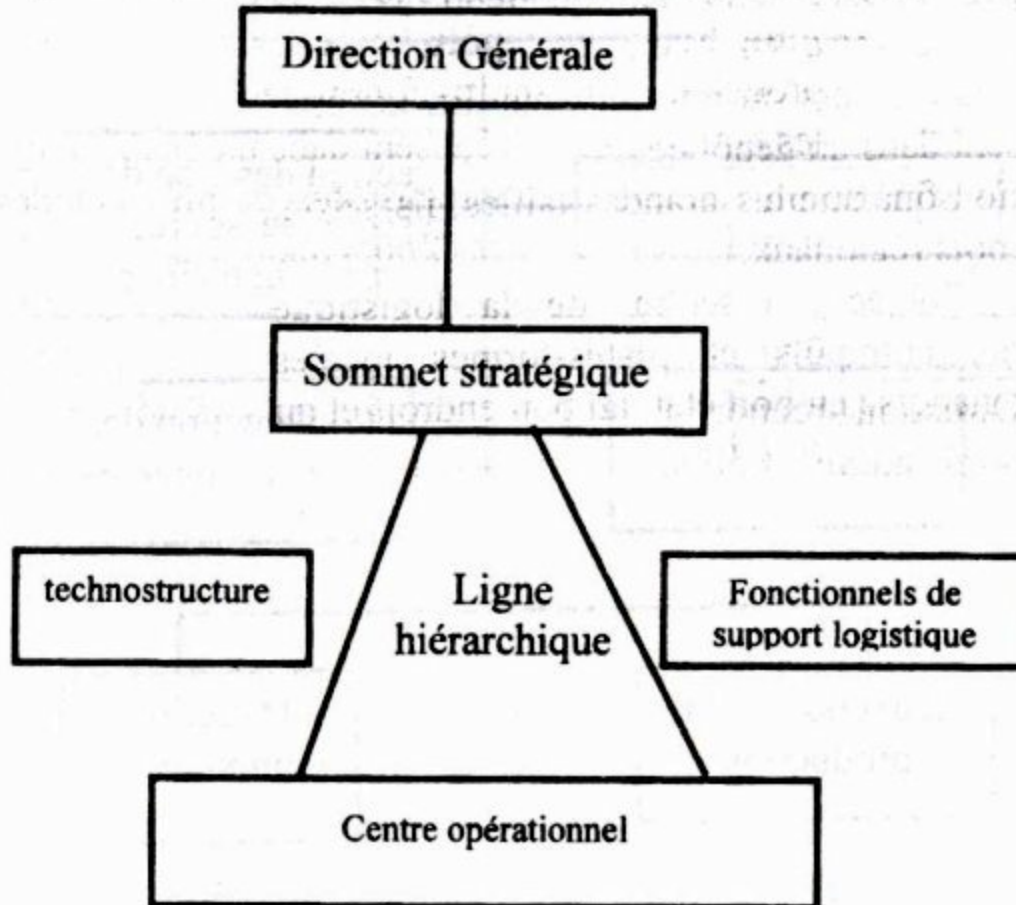 Direction Générale
Sommet stratégique
technostructure
Ligne
hiérarchique
Fonctionnels de
support logistique
Centre opérationnel